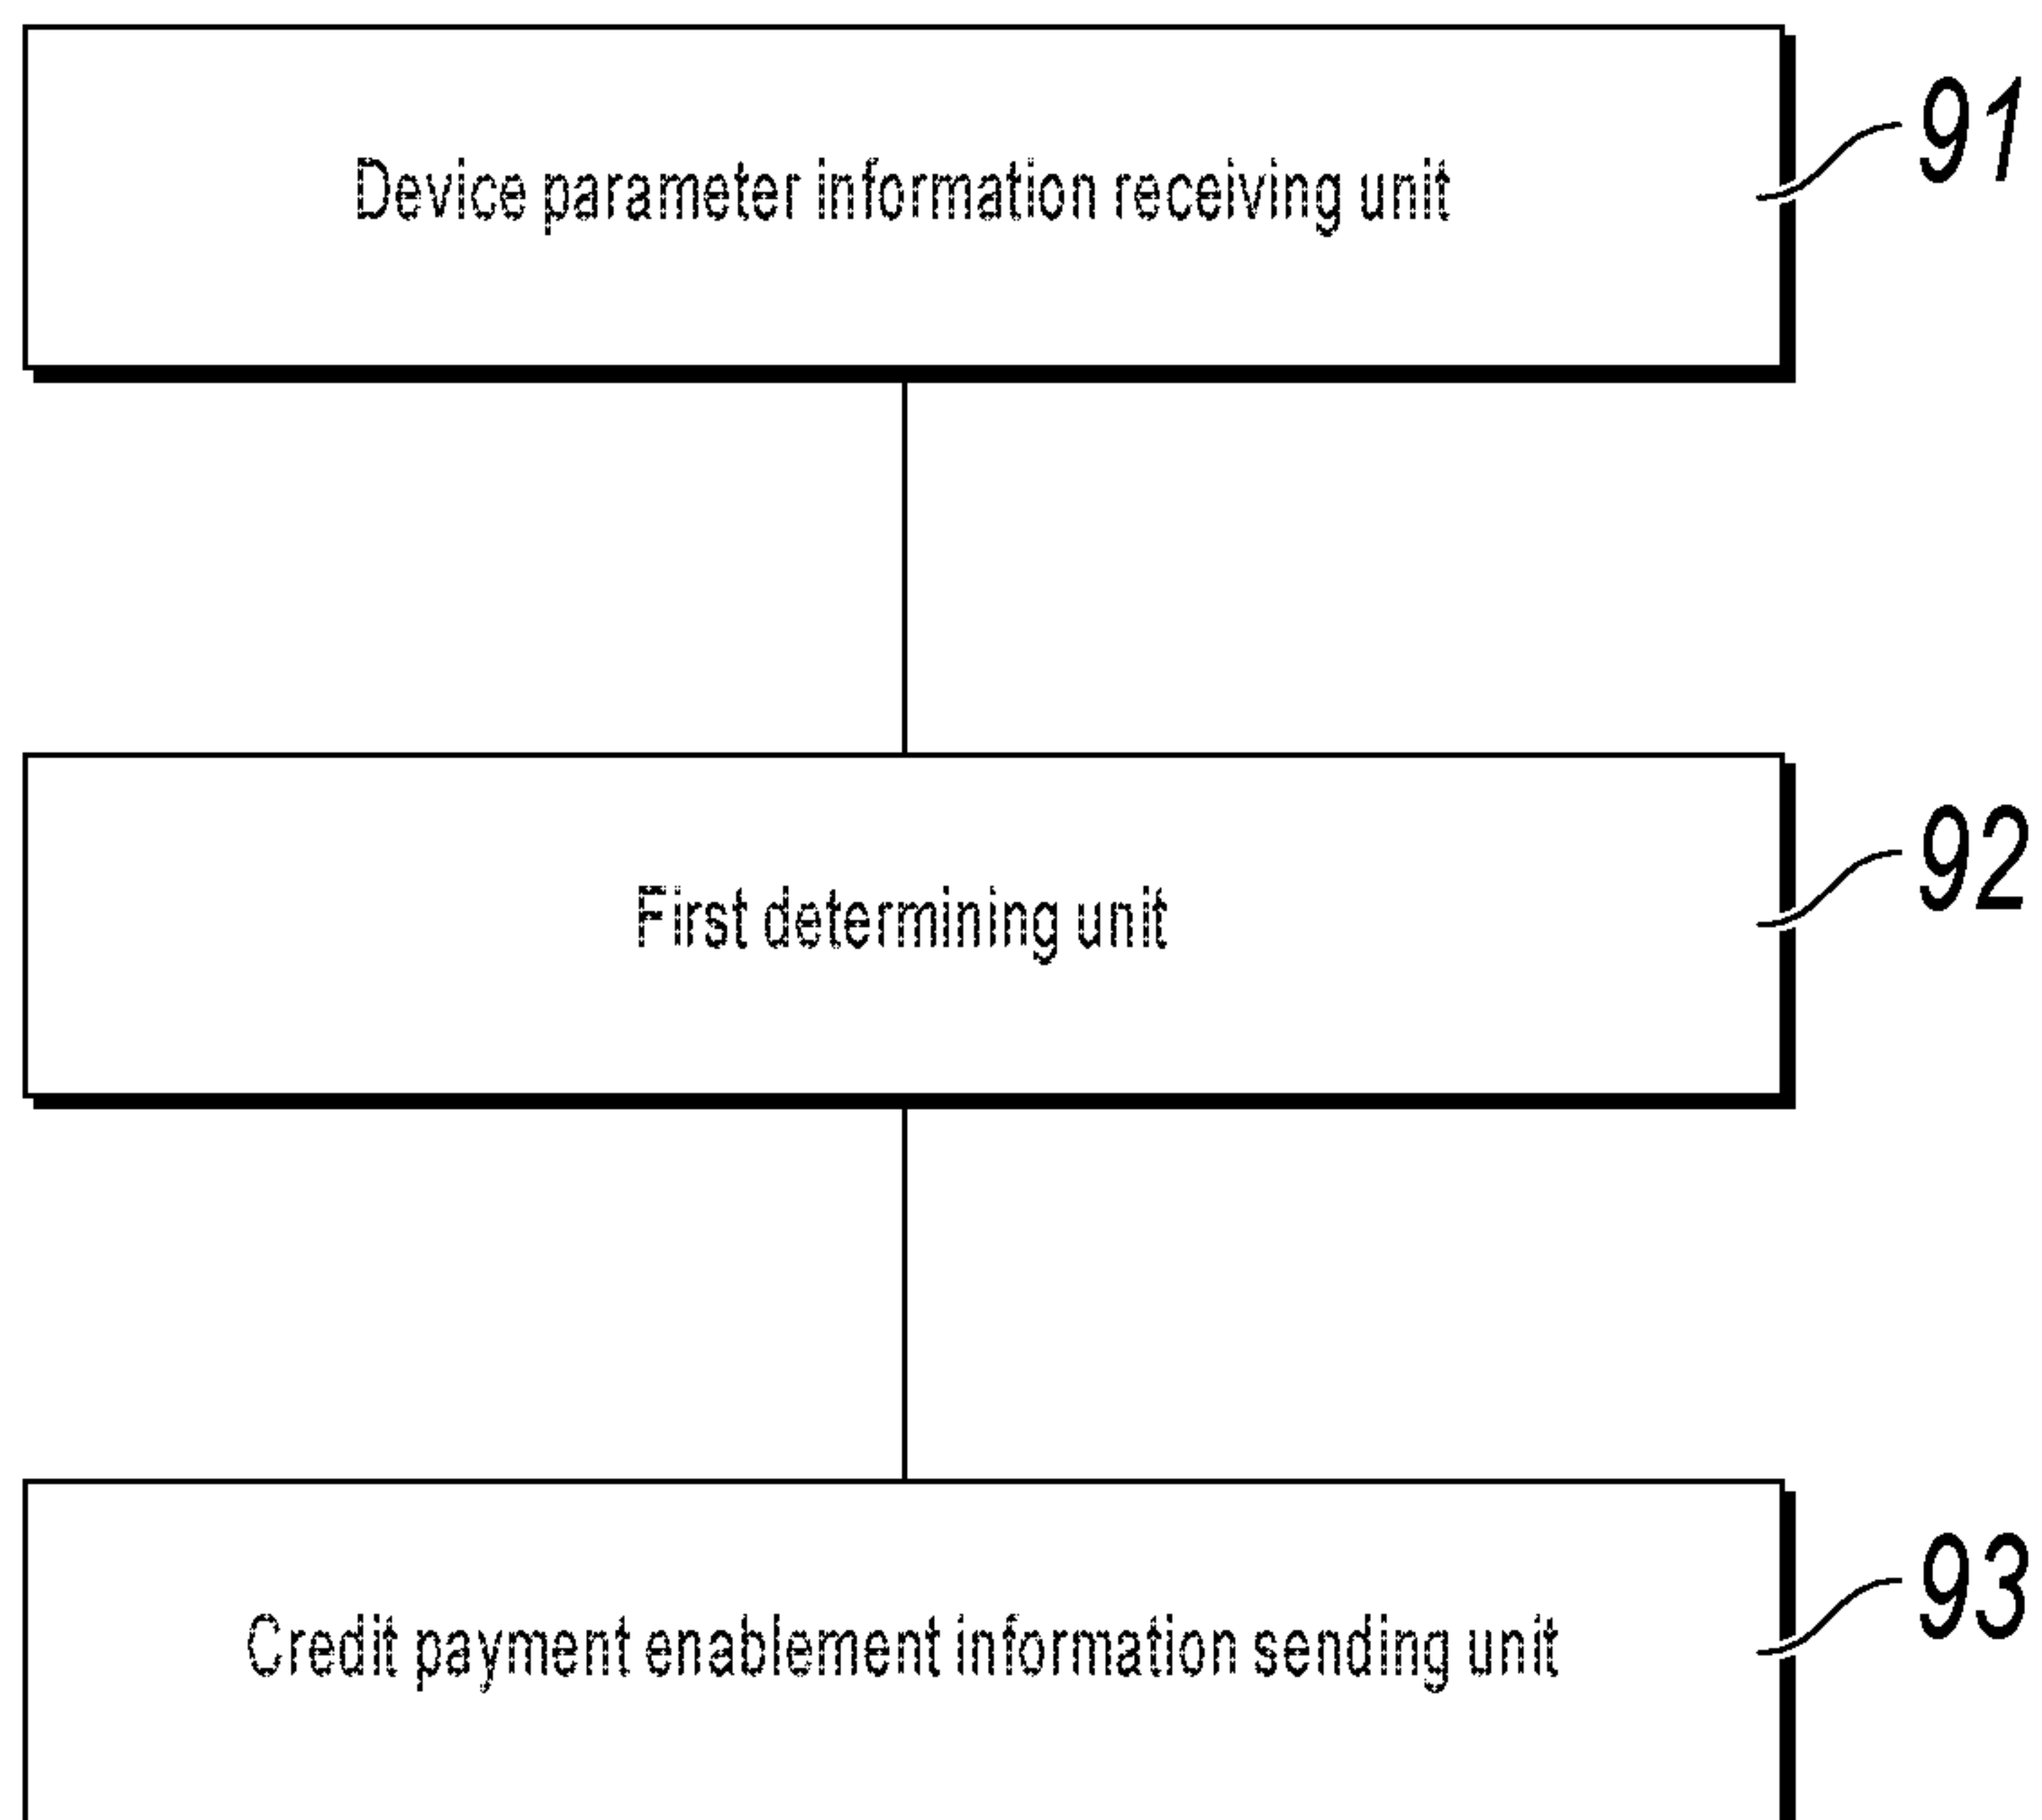 Device parameter information receiving unit
91
First determining unit
92
Credit payment enablement information sending unit
93